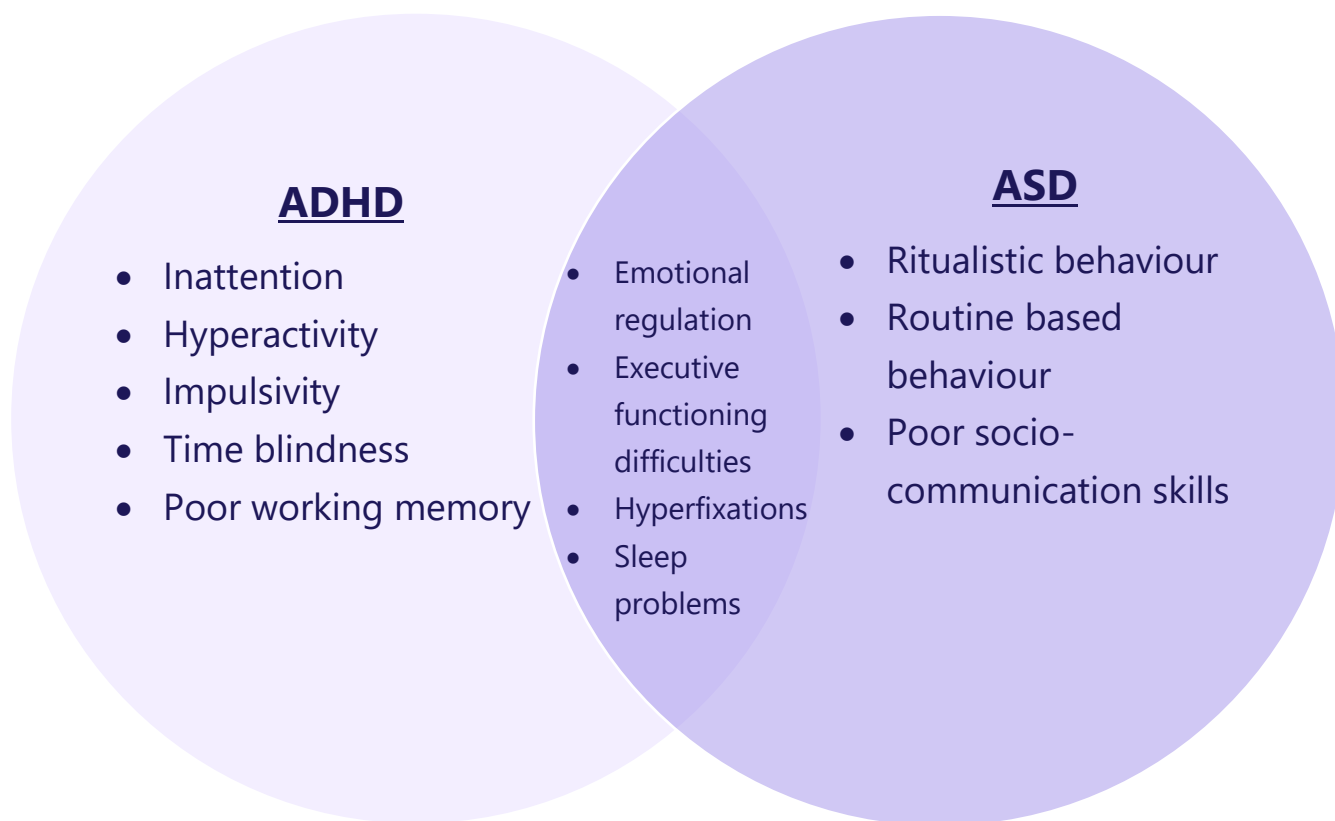 ADHD
• Inattention
• Hyperactivity
• Impulsivity
• Time blindness
• Poor working memory
• Emotional
regulation
• Executive
functioning
difficulties
• Hyperfixations
• Sleep
problems
ASD
• Ritualistic behaviour
• Routine based
behaviour
• Poor socio-
communication skills